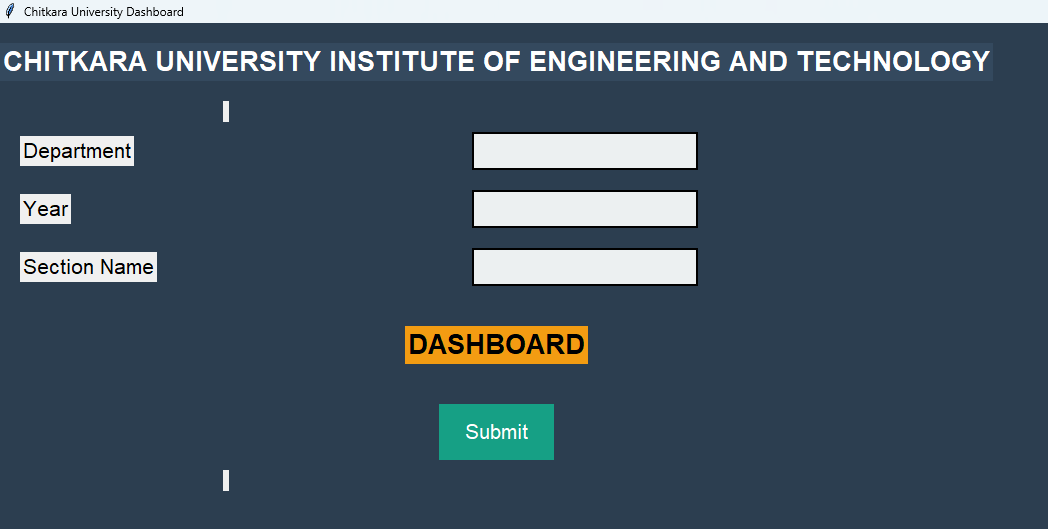 Chitkara University Dashboard
CHITKARA UNIVERSITY INSTITUTE OF ENGINEERING AND TECHNOLOGY
Department
Year
Section Name
DASHBOARD
Submit